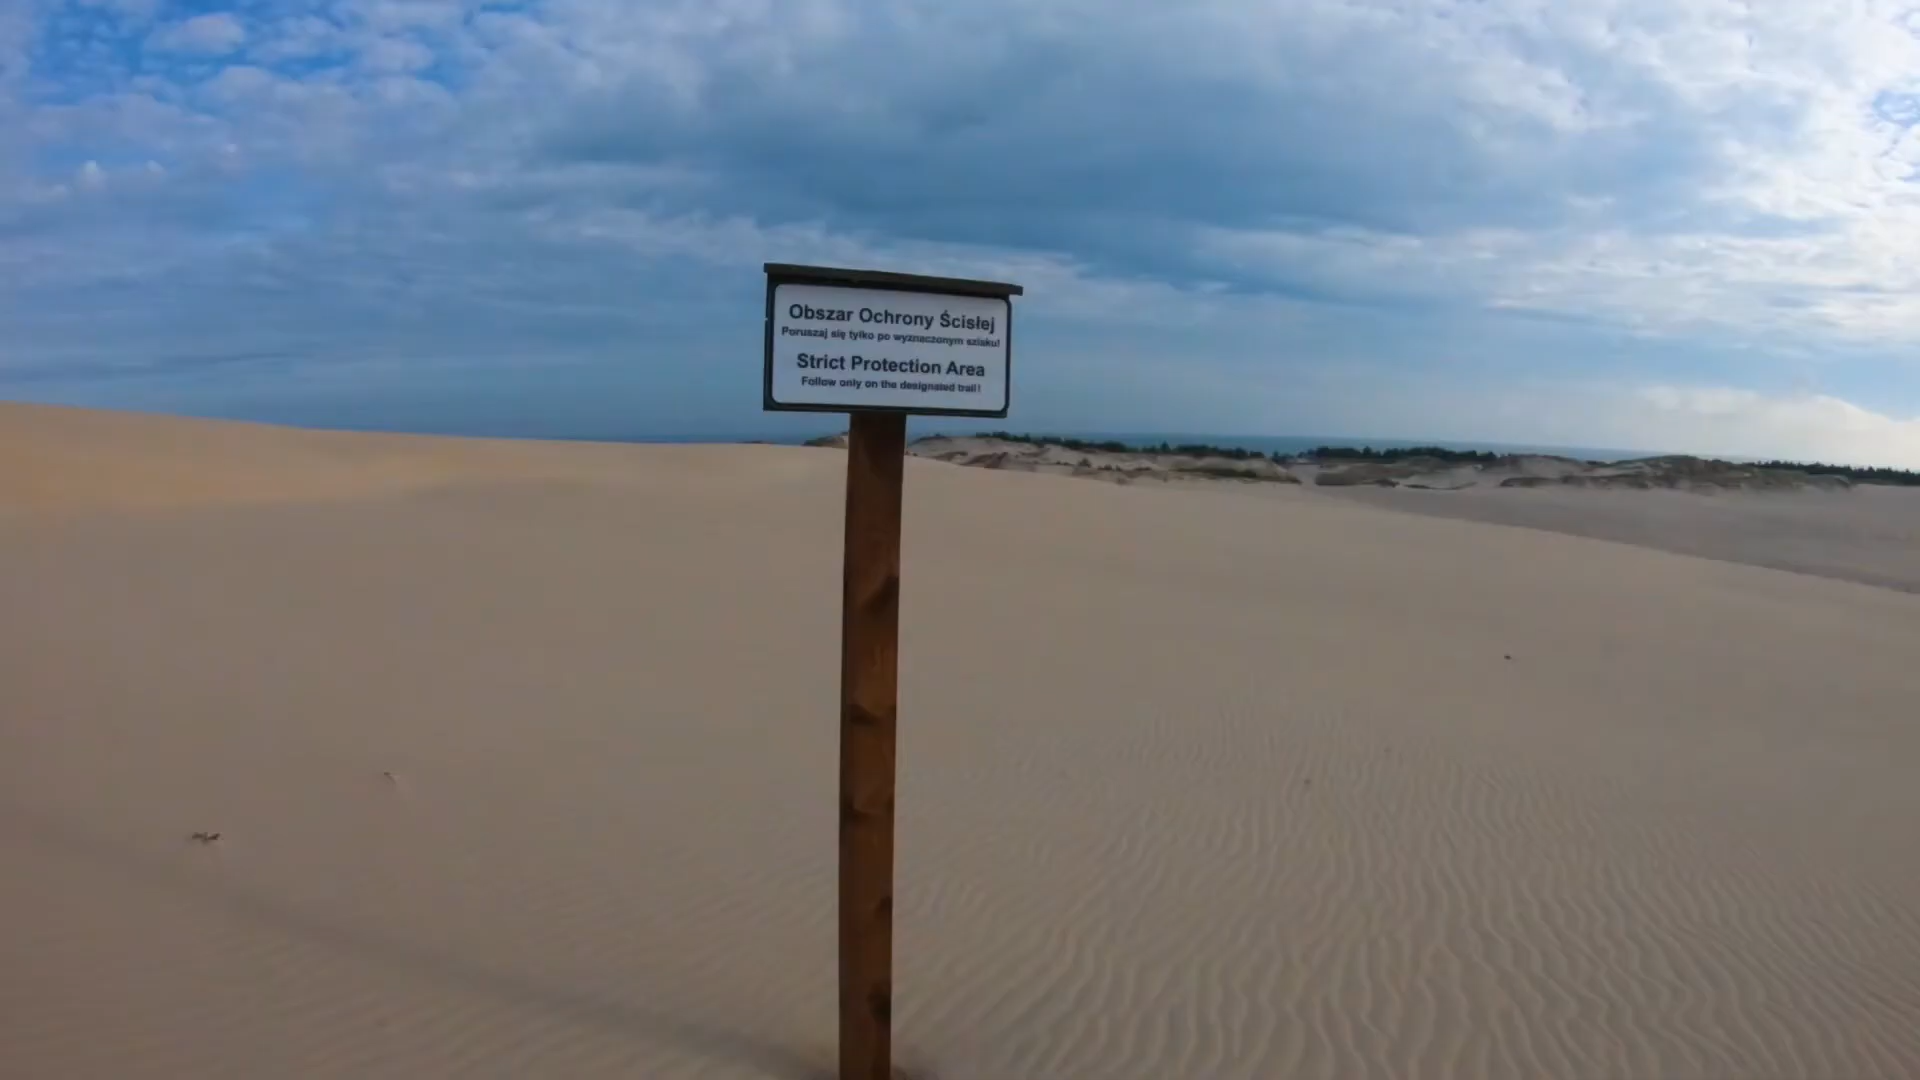 Obszar Ochrony Ścisłej
Poruszaj się tylko po wyznaczonym szlaku!
Strict Protection Area
Follow only on the designated trail!